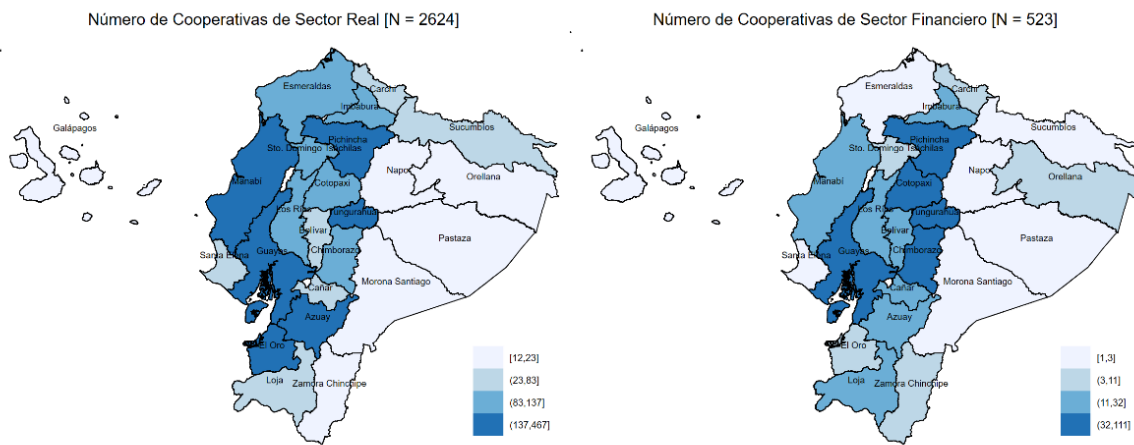 Número de Cooperativas de Sector Real [N = 2624]
Esmeraldas
Carchi
Imbabura
Sucumbíos
Galápagos
Pichincha
Sto. Domingo Tsáchilas
Napo
Orellana
Manabí
Cotopaxi
Los Ríos
Tungurahua
Bolívar
Pastaza
Santa Elena
Guayas
Chimborazo
Morona Santiago
Cañar
Azuay
El Oro
Loja
Zamora Chinchipe
[12,23]
(23,83]
(83,137]
(137,467]
Número de Cooperativas de Sector Financiero [N = 523]
Esmeraldas
Carchi
Imbabura
Sucumbíos
Galápagos
Pichincha
Sto. Domingo Tsáchilas
Napo
Orellana
Manabí
Cotopaxi
Los Ríos
Tungurahua
Bolívar
Pastaza
Santa Elena
Guayas
Chimborazo
Morona Santiago
Cañar
Azuay
El Oro
Loja
Zamora Chinchipe
[1,3]
(3,11]
(11,32]
(32,111]